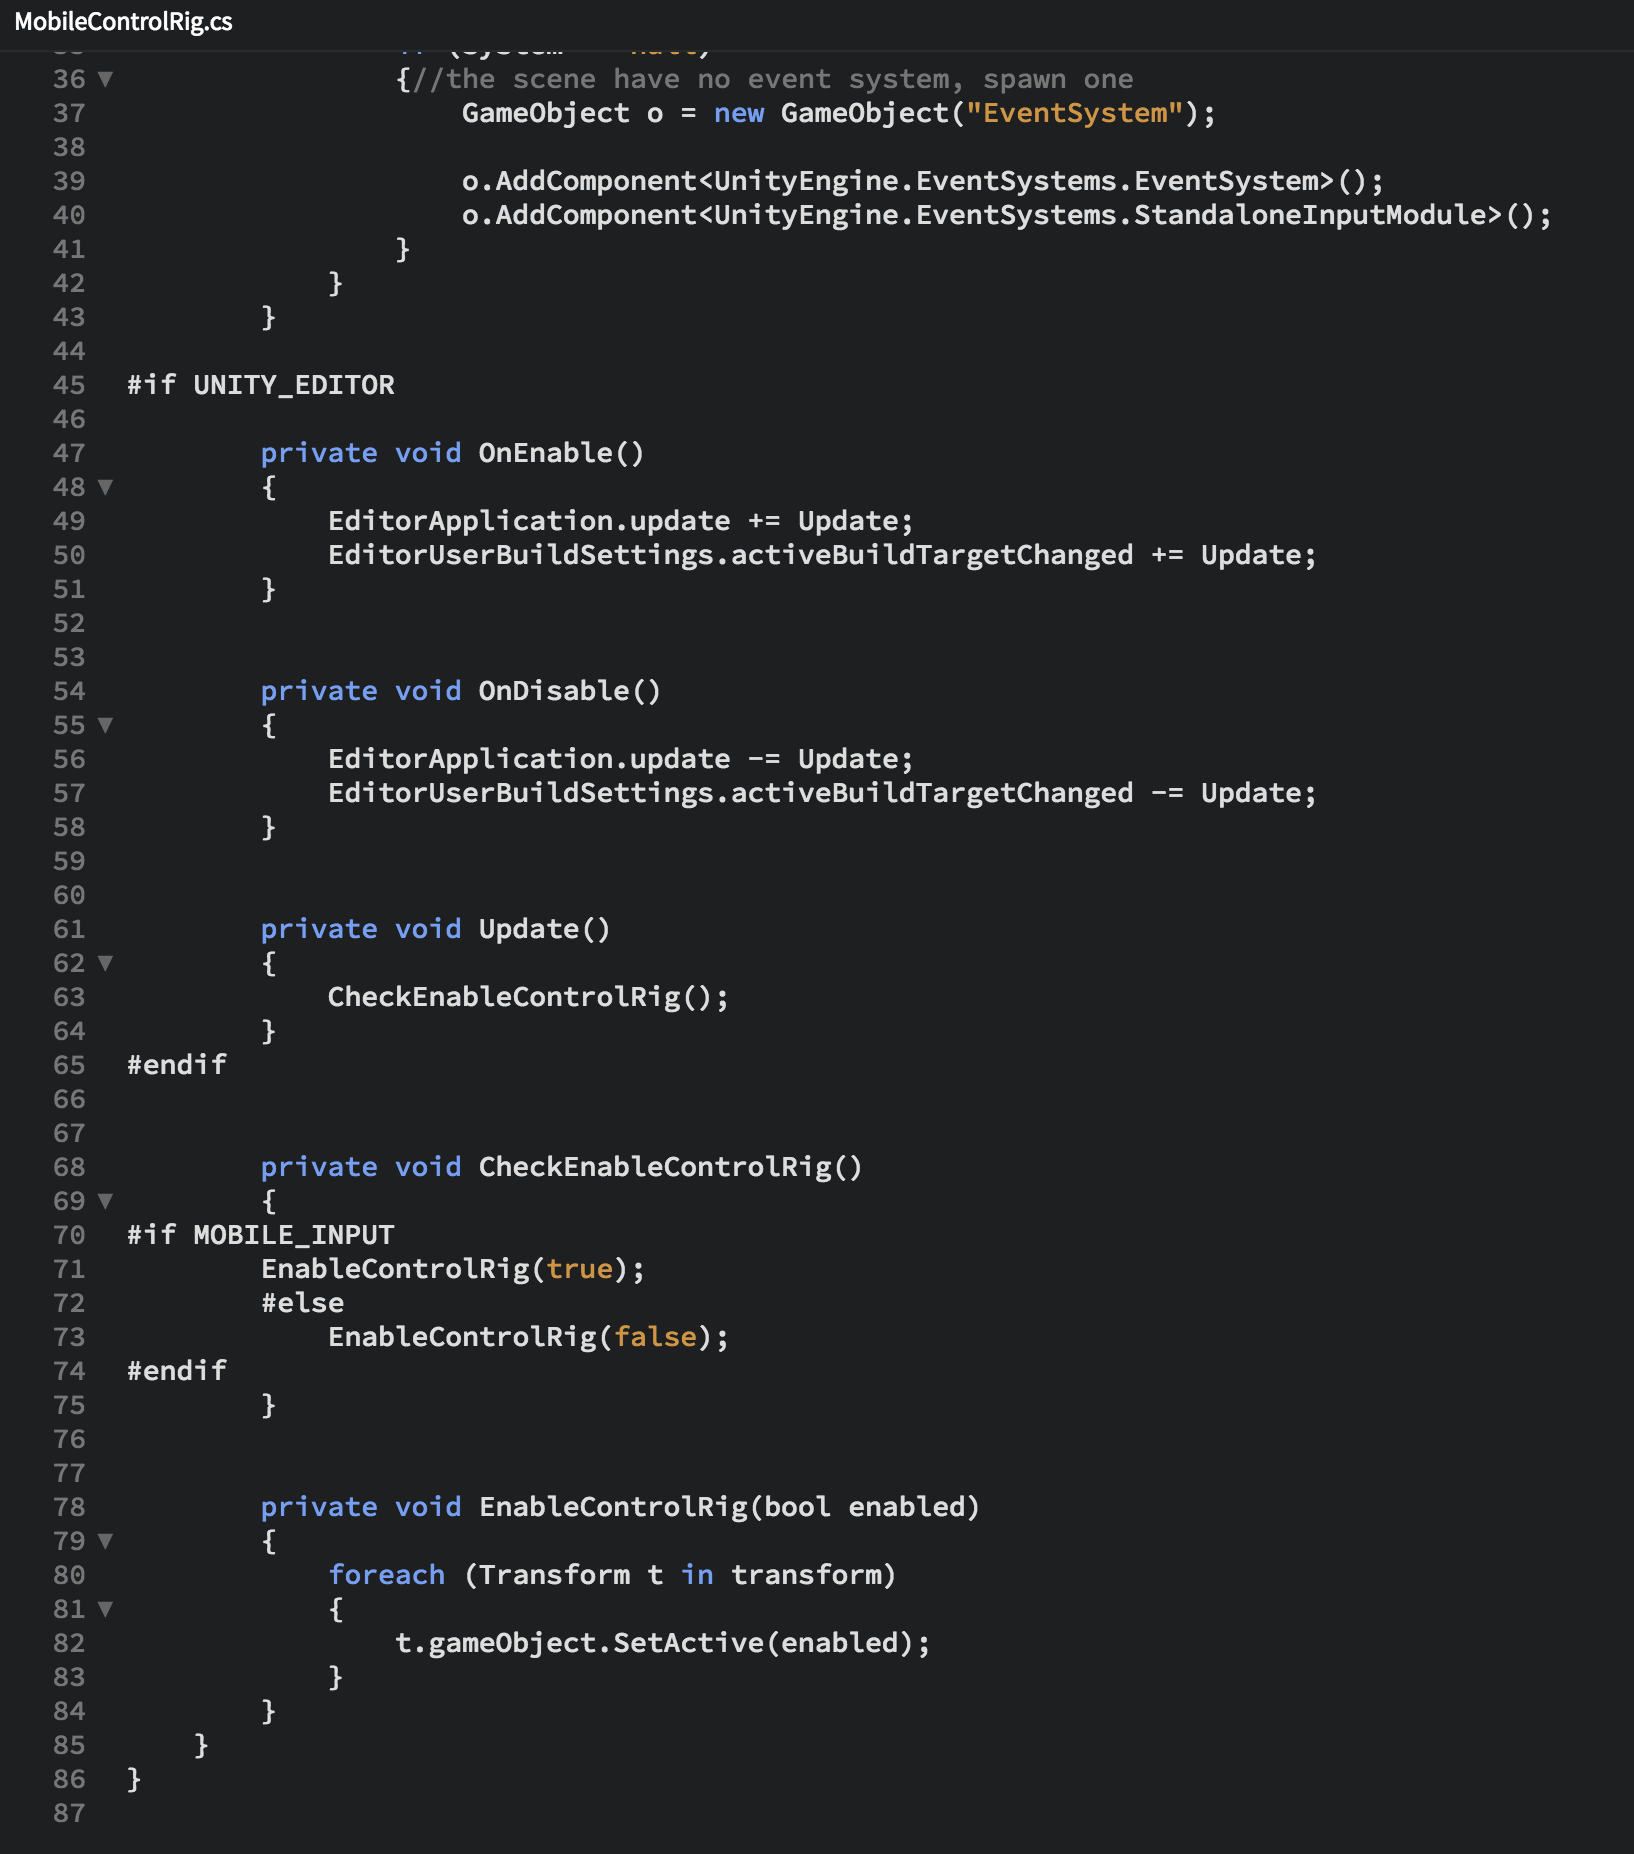 MobileControlRig.cs
36 ▼ {//the scene have no event system, spawn one
37 GameObject o = new GameObject("EventSystem");
38
39 o.AddComponent<UnityEngine.EventSystems.EventSystem>();
40 o.AddComponent<UnityEngine.EventSystems.StandaloneInputModule>();
41 }
42 }
43 }
44
45 #if UNITY_EDITOR
46
47 private void OnEnable()
48 ▼ {
49 EditorApplication.update += Update;
50 EditorUserBuildSettings.activeBuildTargetChanged += Update;
51 }
52
53
54 private void OnDisable()
55 ▼ {
56 EditorApplication.update -= Update;
57 EditorUserBuildSettings.activeBuildTargetChanged -= Update;
58 }
59
60
61 private void Update()
62 ▼ {
63 CheckEnableControlRig();
64 }
65 #endif
66
67
68 private void CheckEnableControlRig()
69 ▼ {
70 #if MOBILE_INPUT
71 EnableControlRig(true);
72 #else
73 EnableControlRig(false);
74 #endif
75 }
76
77
78 private void EnableControlRig(bool enabled)
79 ▼ {
80 foreach (Transform t in transform)
81 ▼ {
82 t.gameObject.SetActive(enabled);
83 }
84 }
85 }
86 }
87